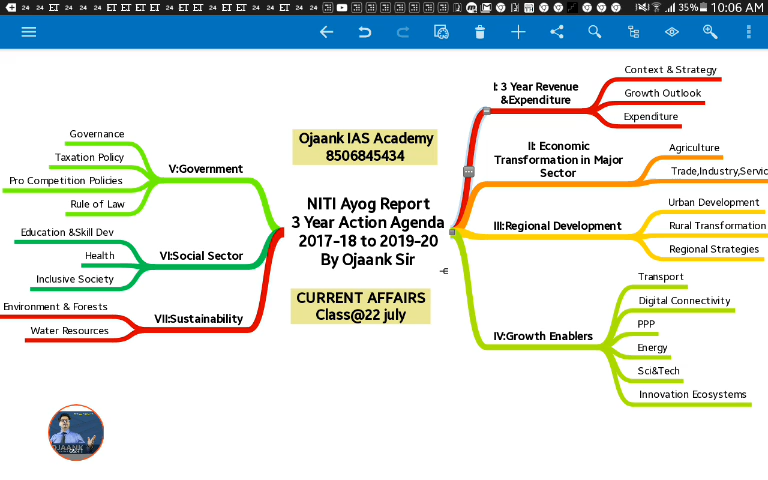 35% 10:06 AM
Ojaank IAS Academy
8506845434
NITI Ayog Report
3 Year Action Agenda
2017-18 to 2019-20
By Ojaank Sir
CURRENT AFFAIRS
Class@22 july
I: 3 Year Revenue
&Expenditure
Context & Strategy
Growth Outlook
Expenditure
II: Economic
Transformation in Major
Sector
Agriculture
Trade,Industry,Servic
III:Regional Development
Urban Development
Rural Transformation
Regional Strategies
IV:Growth Enablers
Transport
Digital Connectivity
PPP
Energy
Sci&Tech
Innovation Ecosystems
V:Government
Governance
Taxation Policy
Pro Competition Policies
Rule of Law
VI:Social Sector
Education &Skill Dev
Health
Inclusive Society
VII:Sustainability
Environment & Forests
Water Resources
OJAANK